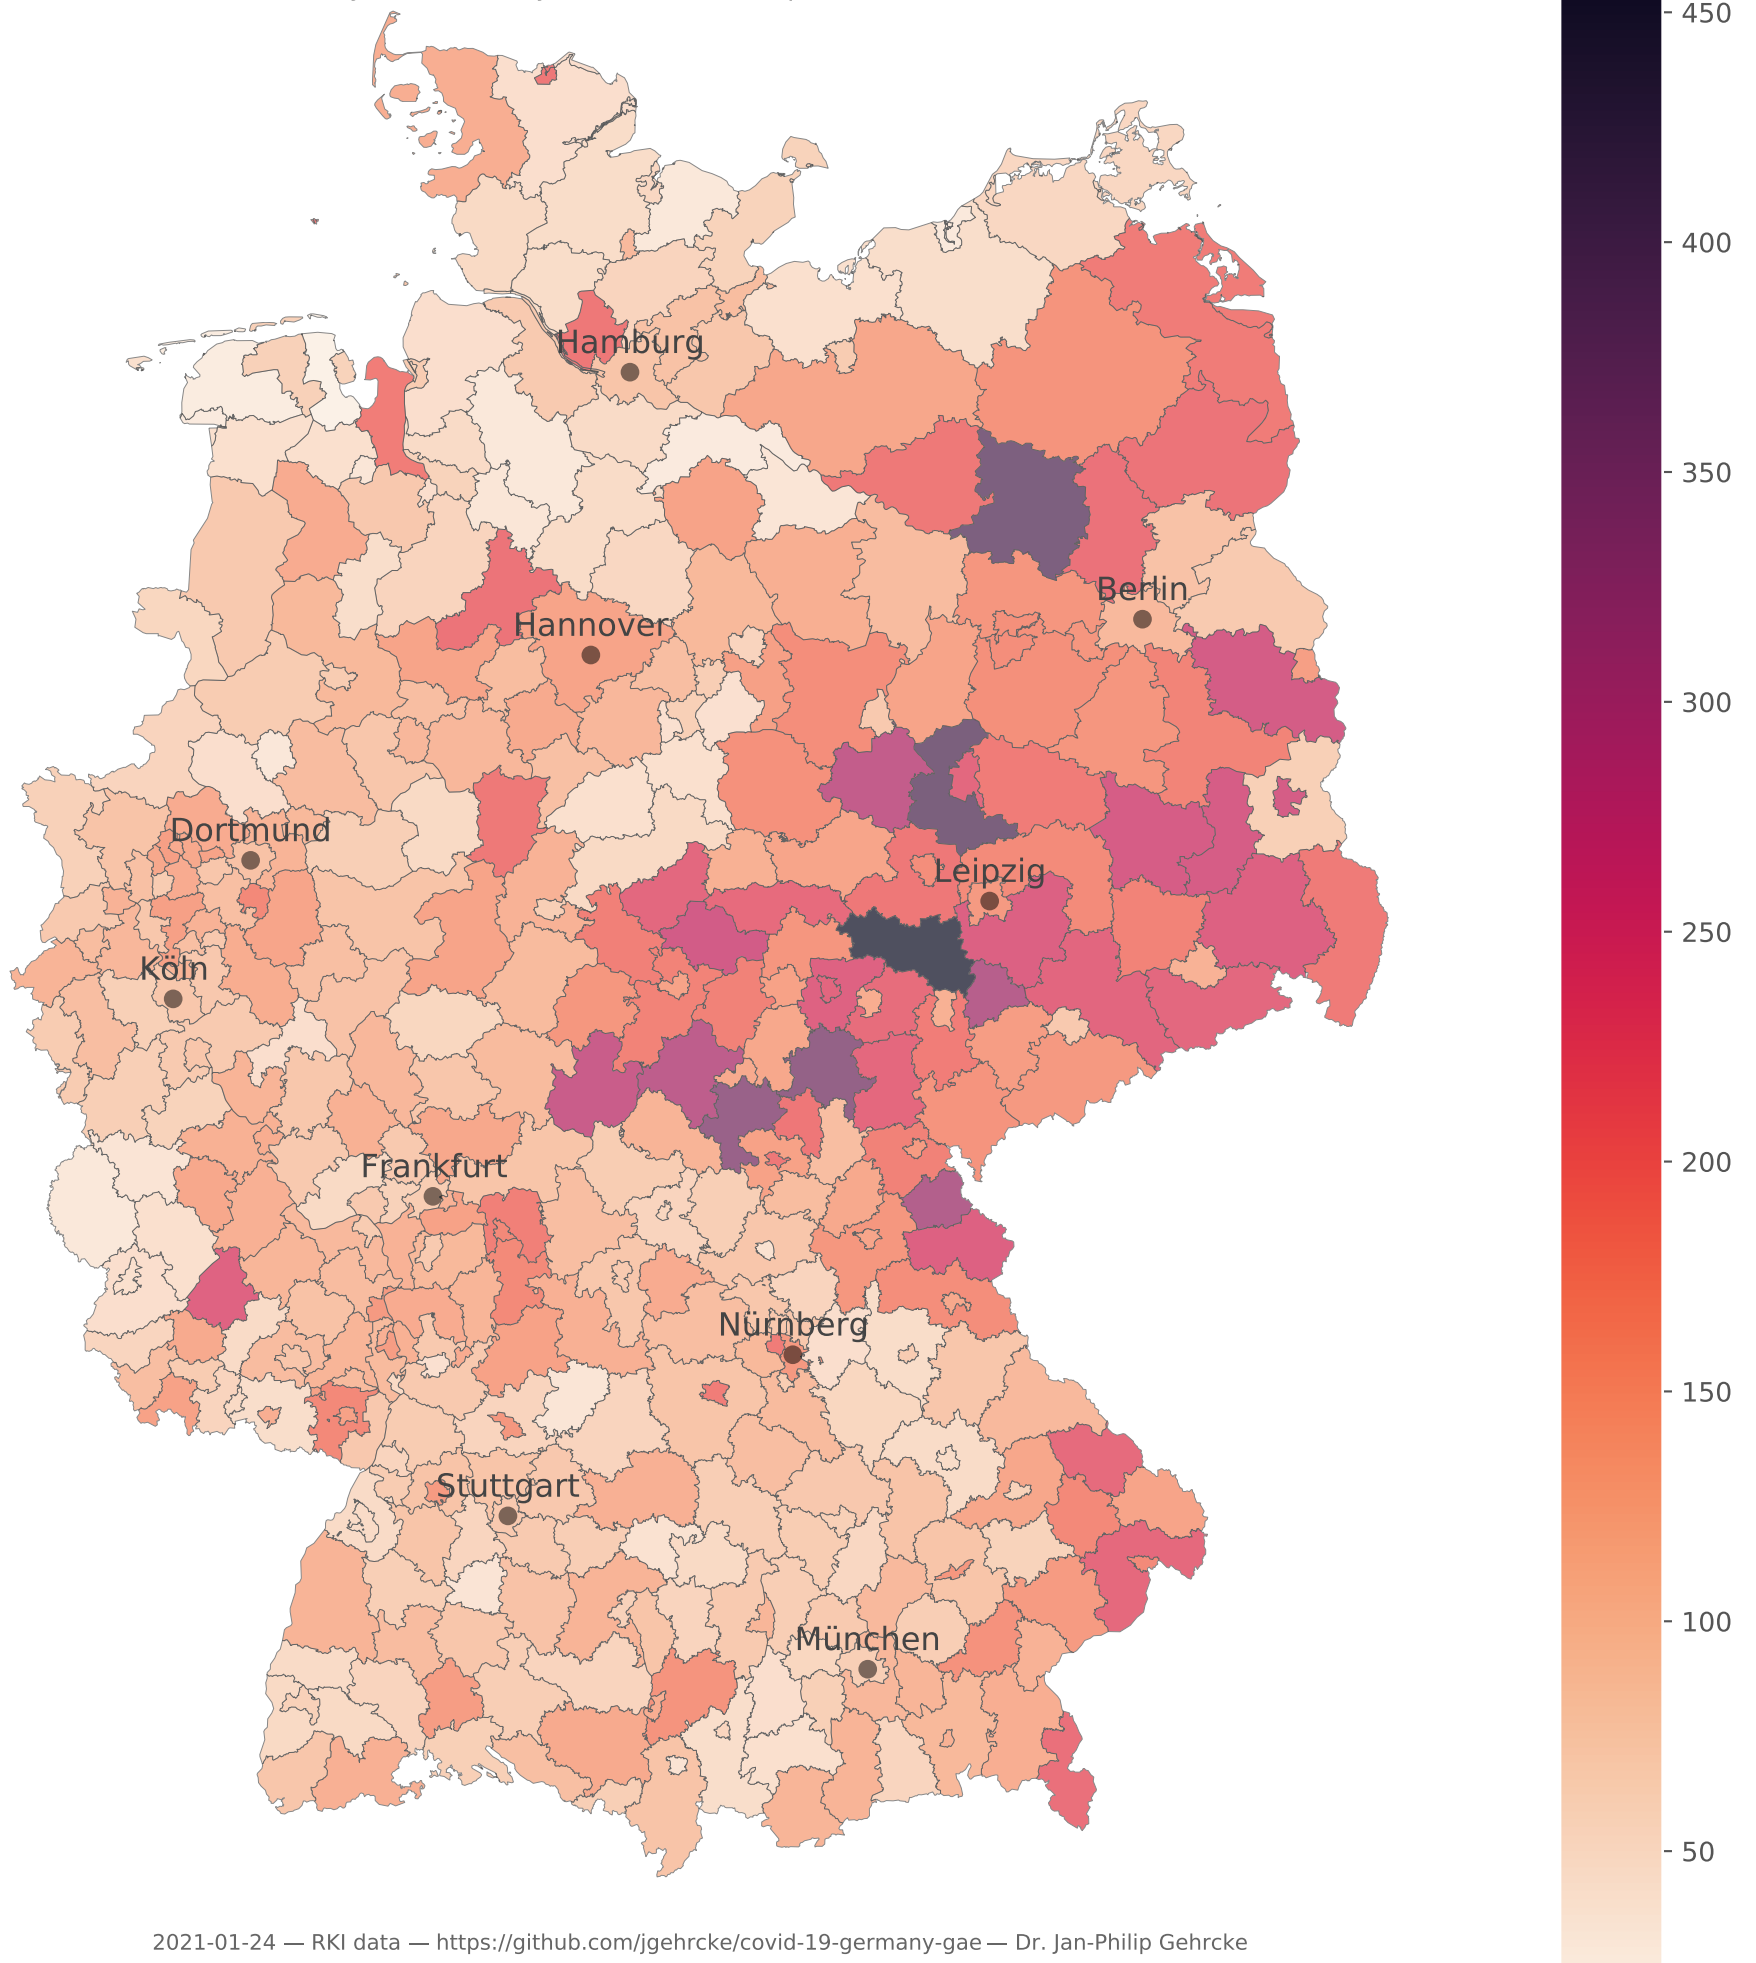 450
400
350
300
250
200
150
100
50
Hamburg
Hannover
Berlin
Dortmund
Leipzig
Köln
Frankfurt
Nürnberg
Stuttgart
München
2021-01-24 — RKI data — https://github.com/jgehrcke/covid-19-germany-gae — Dr. Jan-Philip Gehrcke